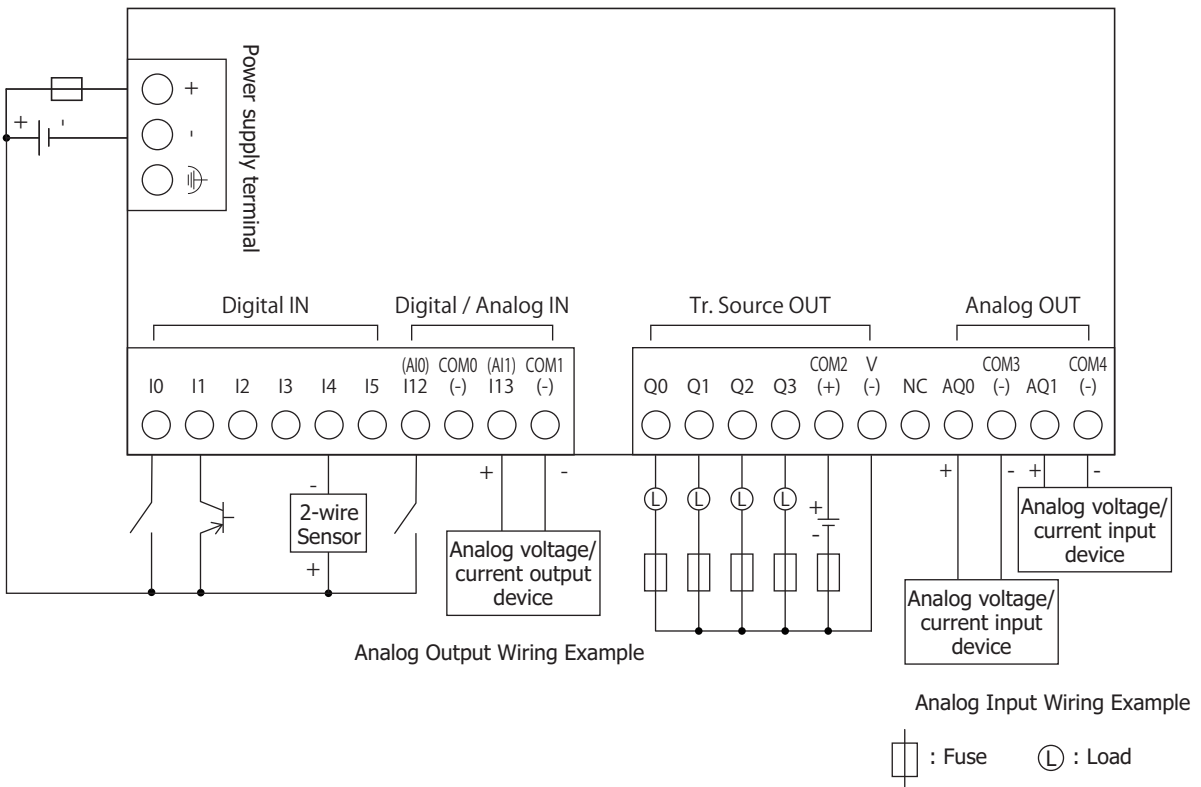 Power supply terminal
+
-
+ -
Digital IN
Digital / Analog IN
Tr. Source OUT
Analog OUT
I0 I1 I2 I3 I4 I5 (AI0) I12 COM0 (-) (AI1) I13 COM1 (-)
Q0 Q1 Q2 Q3 COM2 (+) V (-) NC AQ0 COM3 (-) AQ1 COM4 (-)
-
2-wire
Sensor
+
+ -
Analog voltage/
current output
device
+
-
+ -
Analog voltage/
current input
device
+ -
Analog voltage/
current input
device
L L L L
Analog Output Wiring Example
Analog Input Wiring Example
: Fuse
L : Load